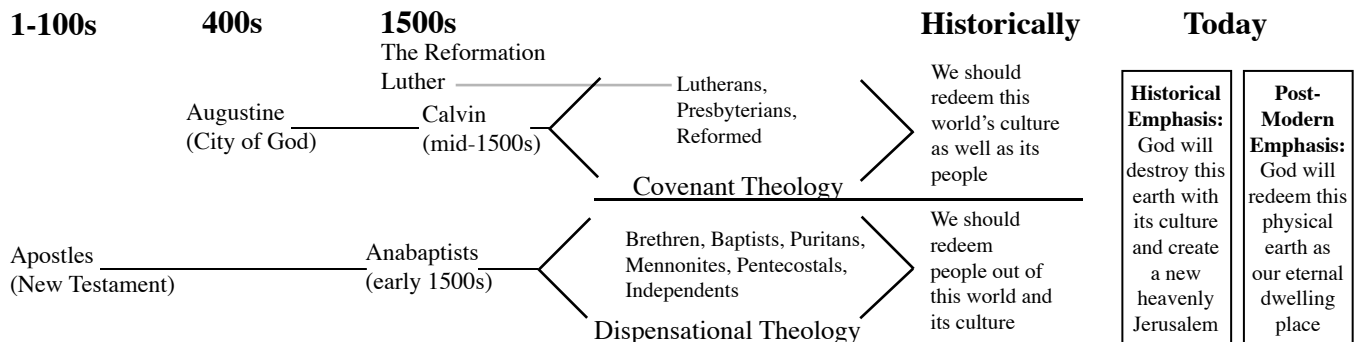 1-100s
400s
1500s
Historically
Today
The Reformation
Luther
Augustine
(City of God)
Calvin
(mid-1500s)
Lutherans,
Presbyterians,
Reformed
Covenant Theology
We should
redeem this
world's culture
as well as its
people
Apostles
(New Testament)
Anabaptists
(early 1500s)
Brethren, Baptists, Puritans,
Mennonites, Pentecostals,
Independents
Dispensational Theology
We should
redeem
people out of
this world and
its culture
Historical
Emphasis:
God will
destroy this
earth with
its culture
and create
a new
heavenly
Jerusalem
Post-
Modern
Emphasis:
God will
redeem this
physical
earth as
our eternal
dwelling
place